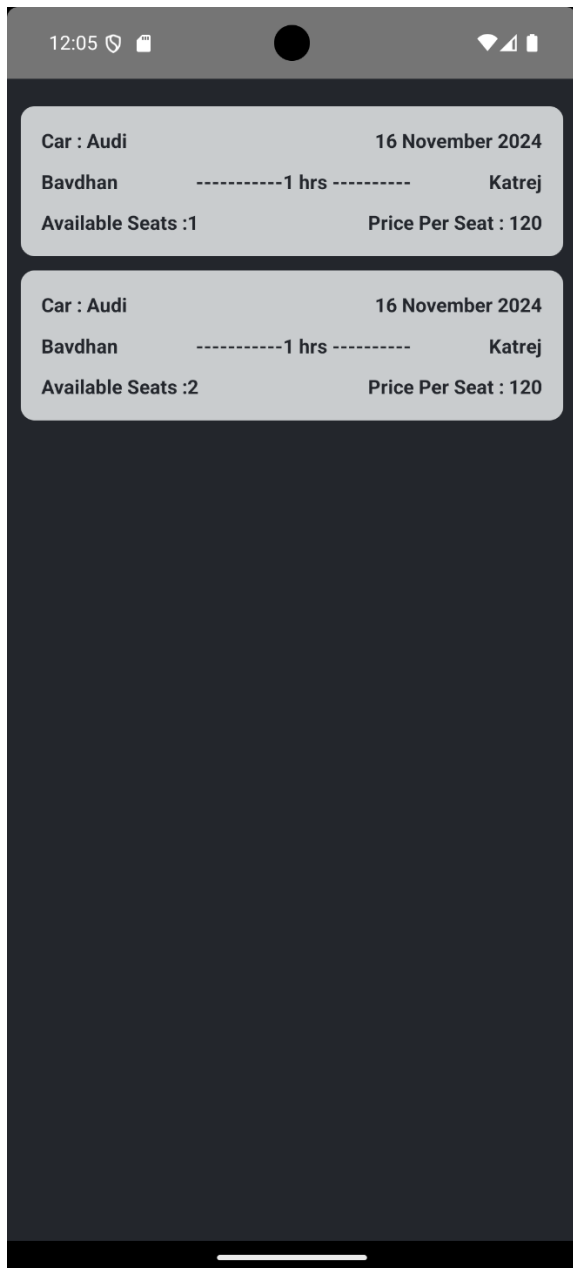 12:05
Car : Audi 16 November 2024
Bavdhan -----------1 hrs ---------- Katrej
Available Seats :1 Price Per Seat : 120
Car : Audi 16 November 2024
Bavdhan -----------1 hrs ---------- Katrej
Available Seats :2 Price Per Seat : 120